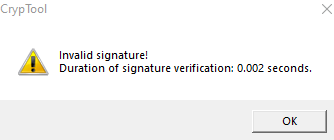 CrypTool
Invalid signature!
Duration of signature verification: 0.002 seconds.
OK